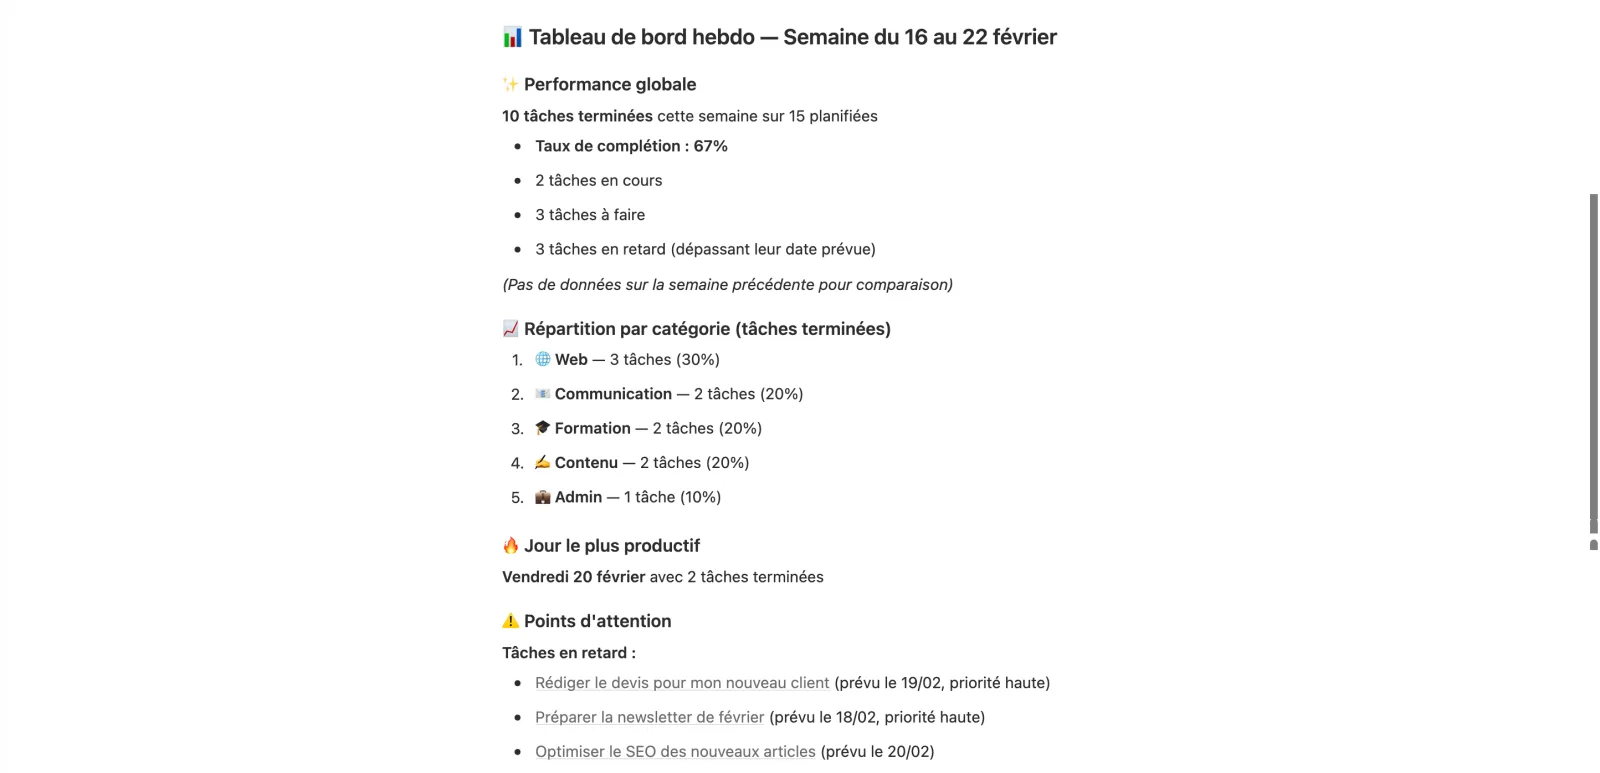 📊 Tableau de bord hebdo — Semaine du 16 au 22 février
✨ Performance globale
10 tâches terminées cette semaine sur 15 planifiées
• Taux de complétion : 67%
• 2 tâches en cours
• 3 tâches à faire
• 3 tâches en retard (dépassant leur date prévue)
(Pas de données sur la semaine précédente pour comparaison)
📈 Répartition par catégorie (tâches terminées)
1. 🌐 Web — 3 tâches (30%)
2. 📧 Communication — 2 tâches (20%)
3. 🎓 Formation — 2 tâches (20%)
4. ✍️ Contenu — 2 tâches (20%)
5. 💼 Admin — 1 tâche (10%)
🔥 Jour le plus productif
Vendredi 20 février avec 2 tâches terminées
⚠️ Points d'attention
Tâches en retard :
• Rédiger le devis pour mon nouveau client (prévu le 19/02, priorité haute)
• Préparer la newsletter de février (prévu le 18/02, priorité haute)
• Optimiser le SEO des nouveaux articles (prévu le 20/02)